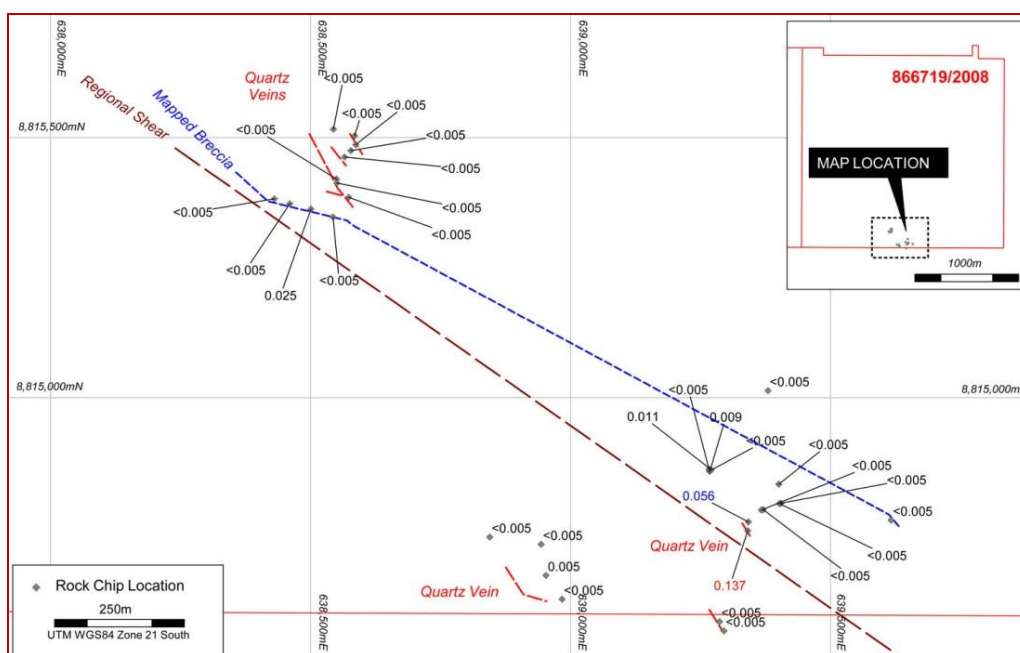 638,000mE
638,500mE
639,000mE
866719/2008
MAP LOCATION
1000m
Regional Shear
Mapped Breccia
Quartz
Veins
<0.005
<0.005
<0.005
<0.005
<0.005
<0.005
<0.005
<0.005
8,815,500mN
<0.005
<0.005
0.025
<0.005
8,815,000mN
8,815,000mN
<0.005
<0.005
0.011
0.009
<0.005
<0.005
<0.005
<0.005
<0.005
0.056
<0.005
<0.005
Quartz Vein
<0.005
<0.005
0.005
<0.005
0.137
Quartz Vein
<0.005
<0.005
638,500mE
639,000mE
639,500mE
Rock Chip Location
250m
UTM WGS84 Zone 21 South